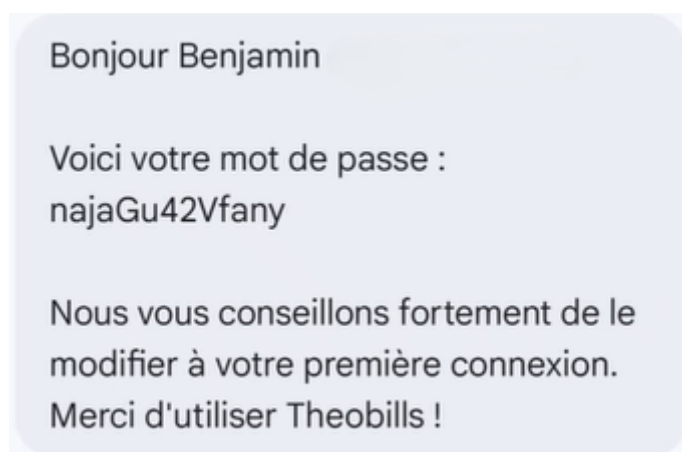 Bonjour Benjamin
Voici votre mot de passe :
najaGu42Vfany
Nous vous conseillons fortement de le
modifier à votre première connexion.
Merci d'utiliser Theobills !